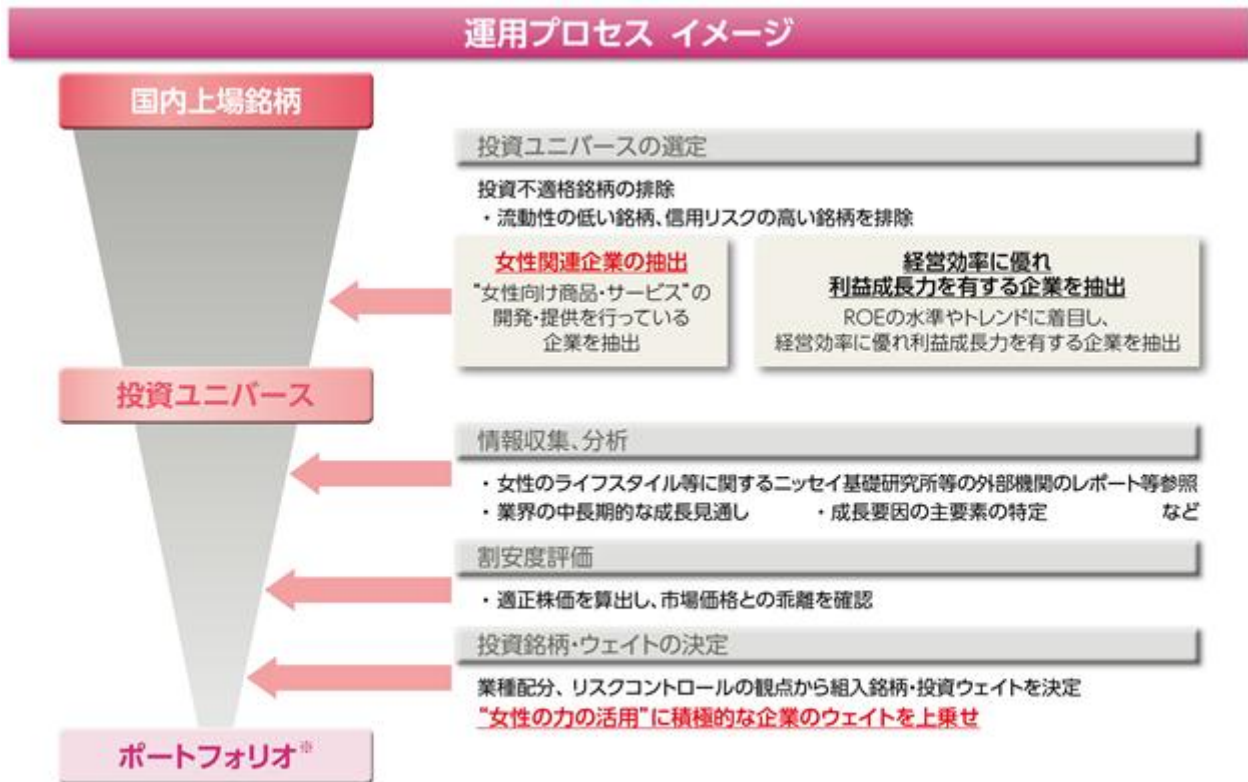 運用プロセス イメージ
国内上場銘柄
投資ユニバースの選定
投資不適格銘柄の排除
・流動性の低い銘柄、信用リスクの高い銘柄を排除
女性関連企業の抽出
“女性向け商品・サービス”の
開発・提供を行っている
企業を抽出
経営効率に優れ
利益成長力を有する企業を抽出
ROEの水準やトレンドに着目し、
経営効率に優れ利益成長力を有する企業を抽出
投資ユニバース
情報収集、分析
・女性のライフスタイル等に関するニッセイ基礎研究所等の外部機関のレポート等参照
・業界の中長期的な成長見通し ・成長要因の主要素の特定 など
割安度評価
・適正株価を算出し、市場価格との乖離を確認
投資銘柄・ウェイトの決定
業種配分、リスクコントロールの観点から組入銘柄・投資ウェイトを決定
“女性の力の活用”に積極的な企業のウェイトを上乗せ
ポートフォリオ※